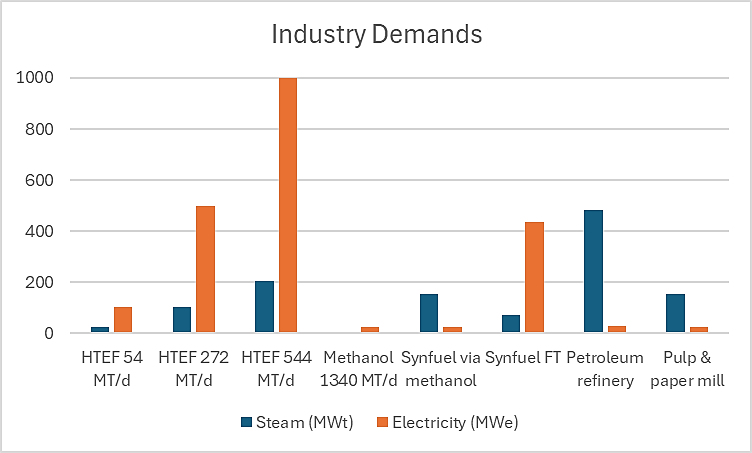 Industry Demands
1000
800
600
400
200
0
HTEF 54 HTEF 272 HTEF 544 Methanol Synfuel via Synfuel FT Petroleum Pulp &
MT/d MT/d MT/d 1340 MT/d methanol refinery paper mill
Steam (MWt) Electricity (MWe)